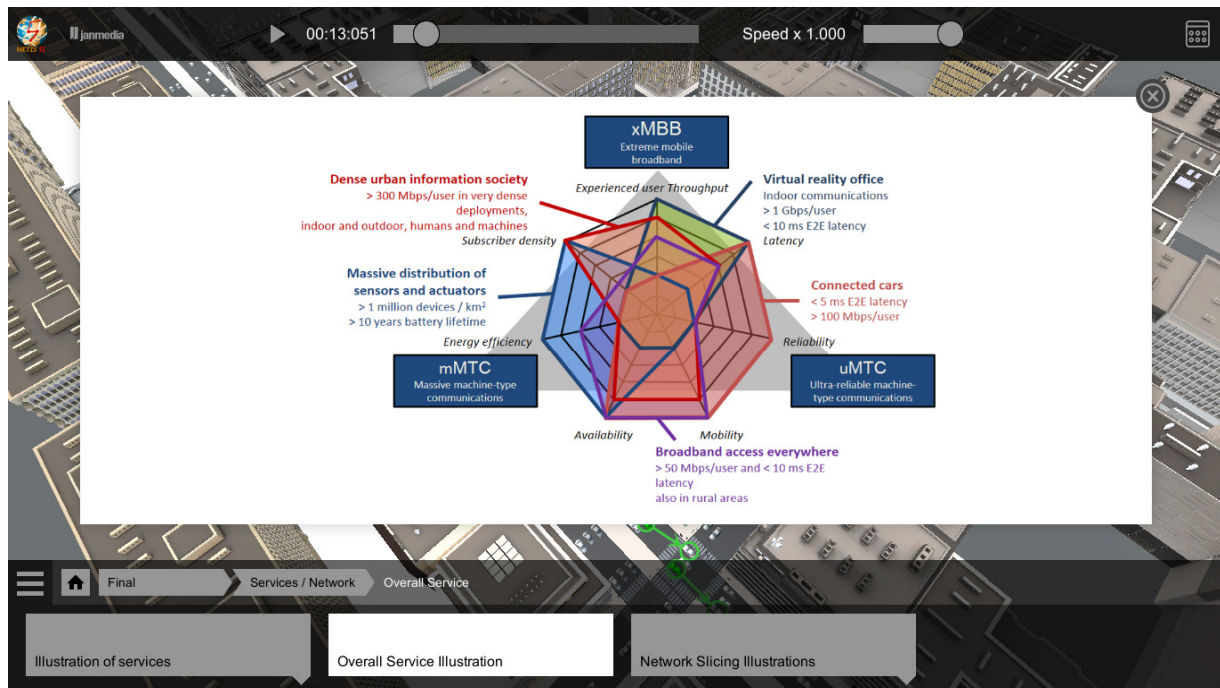 METIS II
janmedia
00:13:051
Speed x 1.000
xMBB
Extreme mobile
broadband
Dense urban information society
> 300 Mbps/user in very dense
deployments,
indoor and outdoor, humans and machines
Experienced user Throughput
Subscriber density
Virtual reality office
Indoor communications
> 1 Gbps/user
< 10 ms E2E latency
Latency
Massive distribution of
sensors and actuators
> 1 million devices / km²
> 10 years battery lifetime
Connected cars
< 5 ms E2E latency
> 100 Mbps/user
Energy efficiency
Reliability
mMTC
Massive machine-type
communications
uMTC
Ultra-reliable machine-
type communications
Availability
Mobility
Broadband access everywhere
> 50 Mbps/user and < 10 ms E2E
latency
also in rural areas
Final
Services / Network
Overall Service
Illustration of services
Overall Service Illustration
Network Slicing Illustrations